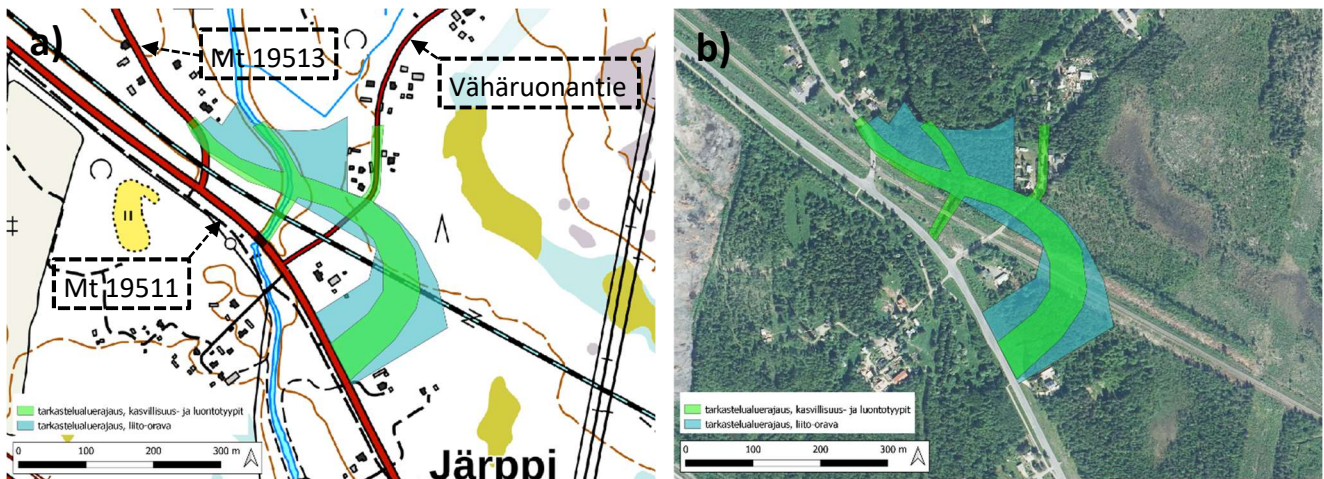 a)
Mt 19513
Vähäruonantie
Mt 19511
Järppi
tarkastelualuerajaus, kasvillisuus- ja luontotyypit
tarkastelualuerajaus, liito-orava
0 100 200 300 m
b)
tarkastelualuerajaus, kasvillisuus- ja luontotyypit
tarkastelualuerajaus, liito-orava
0 100 200 300 m